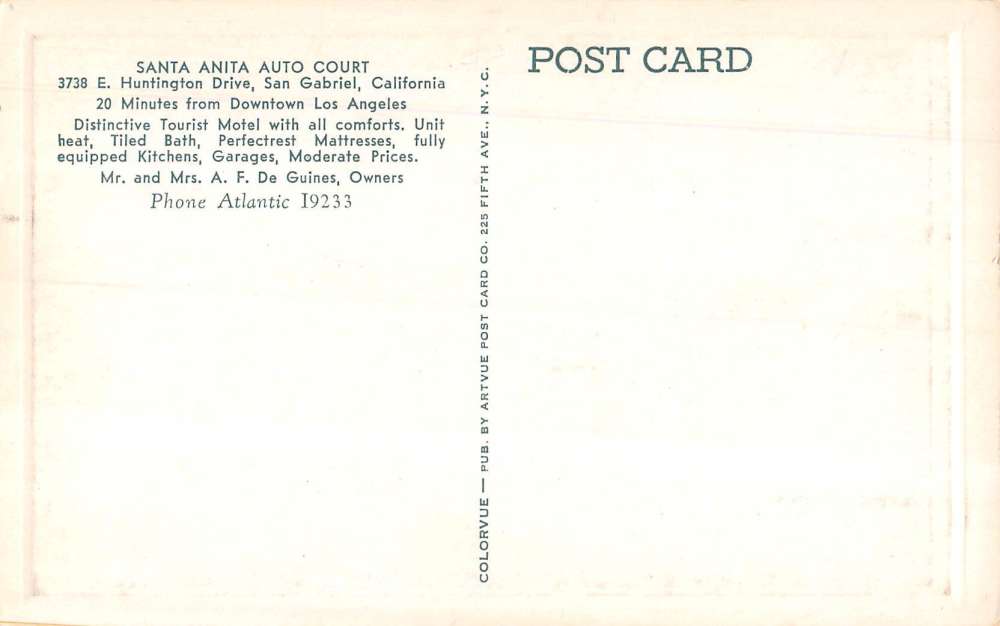 SANTA ANITA AUTO COURT
3738 E. Huntington Drive, San Gabriel, California
20 Minutes from Downtown Los Angeles
Distinctive Tourist Motel with all comforts. Unit
heat, Tiled Bath, Perfectrest Mattresses, fully
equipped Kitchens, Garages, Moderate Prices.
Mr. and Mrs. A. F. De Guines, Owners
Phone Atlantic I9233
COLORVUE — PUB. BY ARTVUE POST CARD CO. 225 FIFTH AVE., N. Y. C.
POST CARD